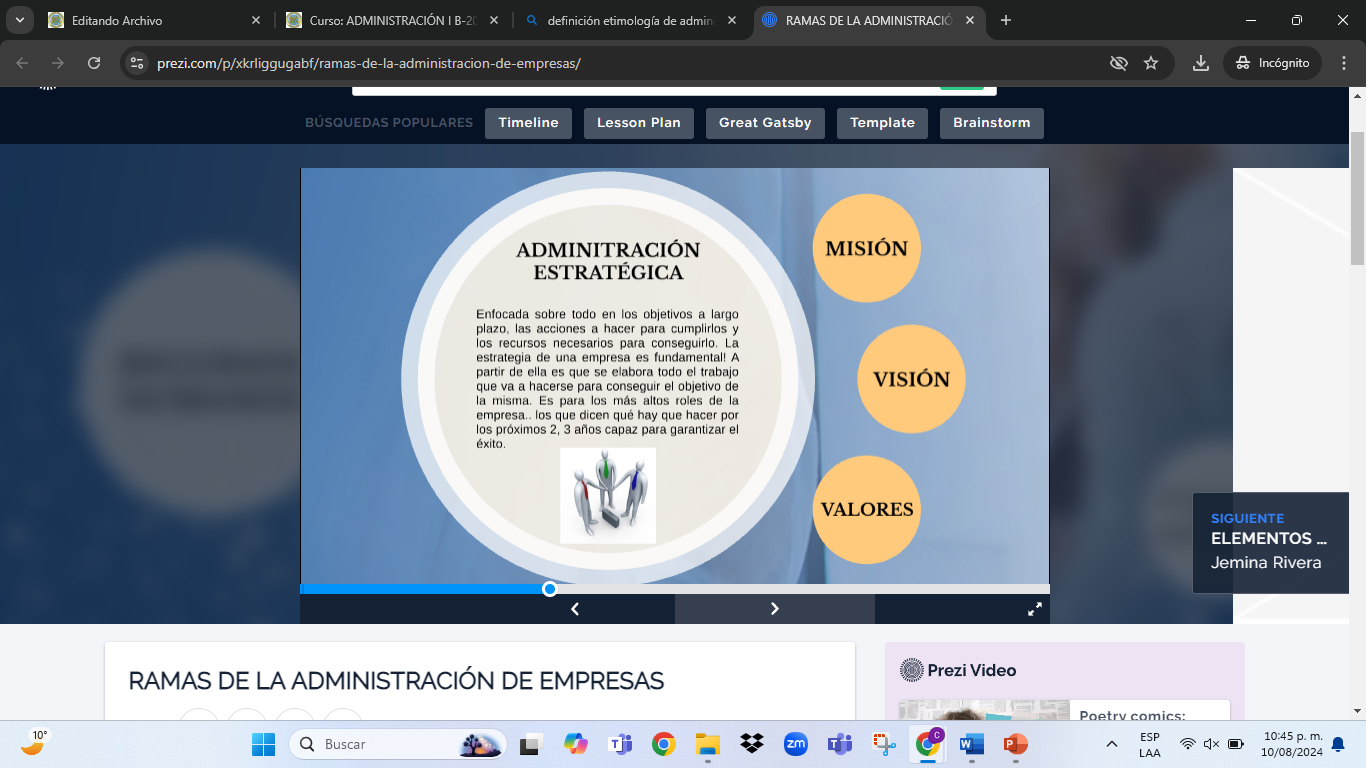 Editando Archivo
Curso: ADMINISTRACIÓN I B-20
definición etimología de admin
RAMAS DE LA ADMINISTRACIÓ
prezi.com/p/xkrliggugabf/ramas-de-la-administracion-de-empresas/
Incógnito
BÚSQUEDAS POPULARES
Timeline
Lesson Plan
Great Gatsby
Template
Brainstorm
ADMINITRACIÓN
ESTRATÉGICA
Enfocada sobre todo en los objetivos a largo
plazo, las acciones a hacer para cumplirlos y
los recursos necesarios para conseguirlo. La
estrategia de una empresa es fundamental! A
partir de ella es que se elabora todo el trabajo
que va a hacerse para conseguir el objetivo de
la misma. Es para los más altos roles de la
empresa.. los que dicen qué hay que hacer por
los próximos 2, 3 años capaz para garantizar el
éxito.
MISIÓN
VISIÓN
VALORES
SIGUIENTE
ELEMENTOS ...
Jemina Rivera
RAMAS DE LA ADMINISTRACIÓN DE EMPRESAS
Prezi Video
Poetry comics:
10°
Buscar
zm
C
ESP
LAA
10:45 p. m.
10/08/2024